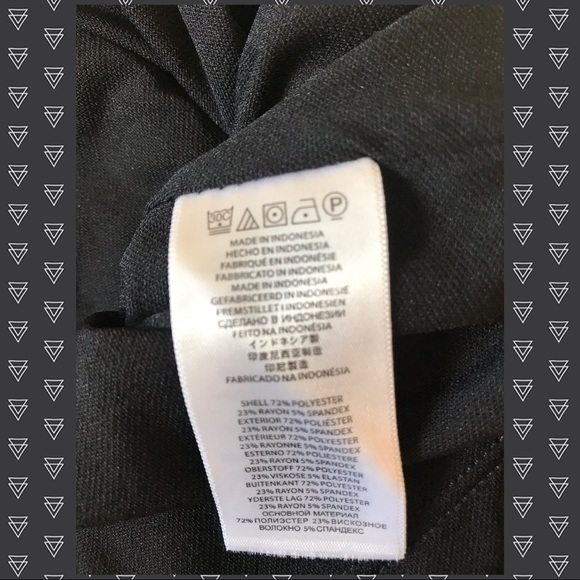 30C P
MADE IN INDONESIA
HECHO EN INDONESIA
FABRIQUÉ EN INDONÉSIE
FABBRICATO IN INDONESIA
MADE IN INDONESIA
GEFABRICEERD IN INDONESIË
FREMSTILLET I INDONESIEN
СДЕЛАНО В ИНДОНЕЗИИ
FEITO NA INDONÉSIA
インドネシア製
印度尼西亚制造
印尼製造
FABRICADO NA INDONÉSIA
SHELL 72% POLYESTER
23% RAYON 5% SPANDEX
EXTERIOR 72% POLIÉSTER
23% RAYÓN 5% SPANDEX
EXTÉRIEUR 72% POLYESTER
23% RAYONNE 5% SPANDEX
ESTERNO 72% POLIESTERE
23% RAYON 5% SPANDEX
OBERSTOFF 72% POLYESTER
23% VISKOSE 5% ELASTAN
BUITENKANT 72% POLYESTER
23% RAYON 5% SPANDEX
YDERSTE LAG 72% POLYESTER
23% RAYON 5% SPANDEX
ОСНОВНОЙ МАТЕРИАЛ
72% ПОЛИЭСТЕР 23% ВИСКОЗНОЕ
ВОЛОКНО 5% СПАНДЕКС